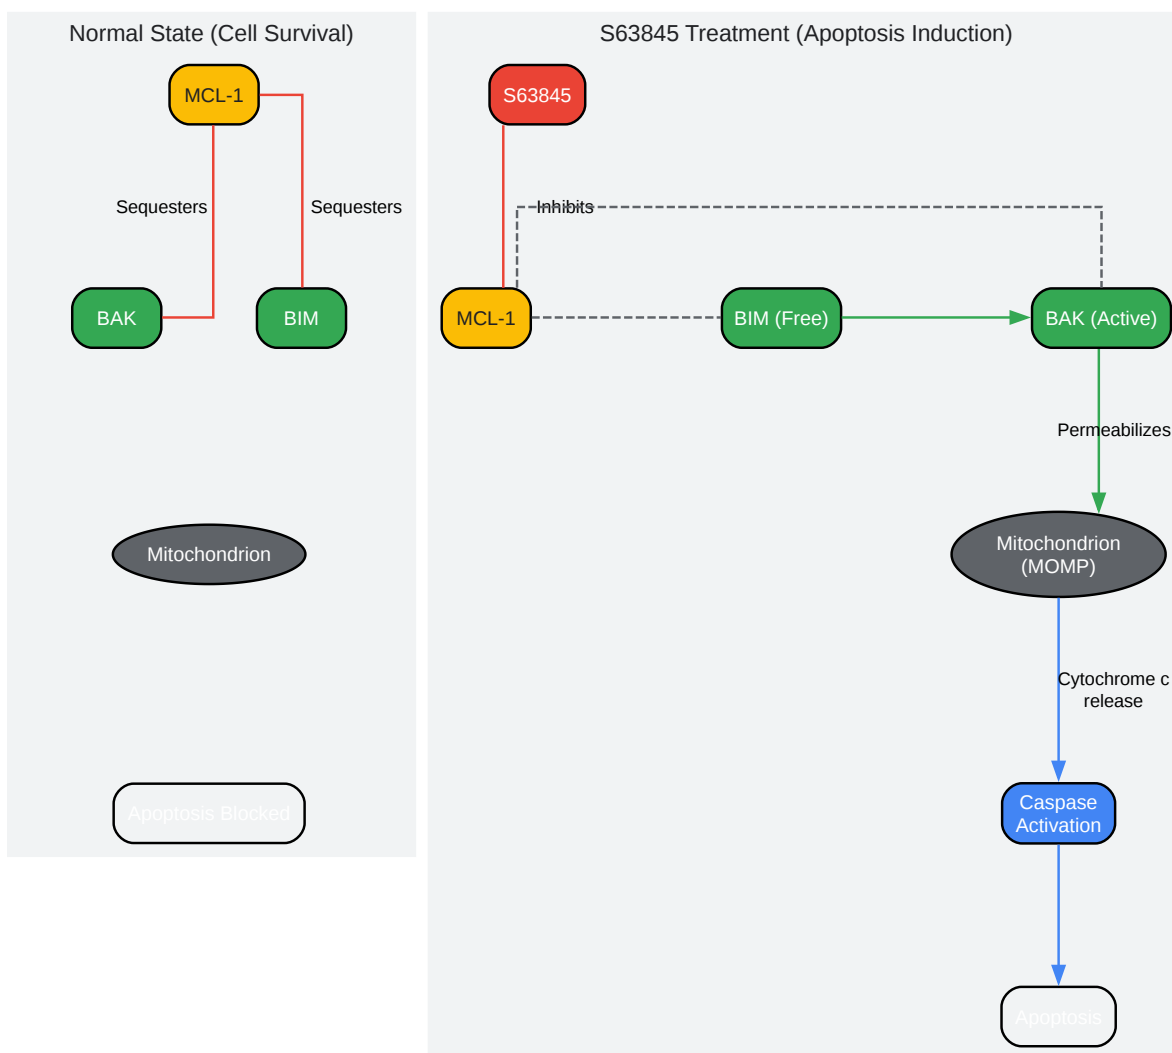 Normal State (Cell Survival)
MCL-1
Sequesters
Sequesters
BAK
BIM
Mitochondrion
Apoptosis Blocked
S63845 Treatment (Apoptosis Induction)
S63845
Inhibits
MCL-1
BIM (Free)
BAK (Active)
Permeabilizes
Mitochondrion
(MOMP)
Cytochrome c
release
Caspase
Activation
Apoptosis